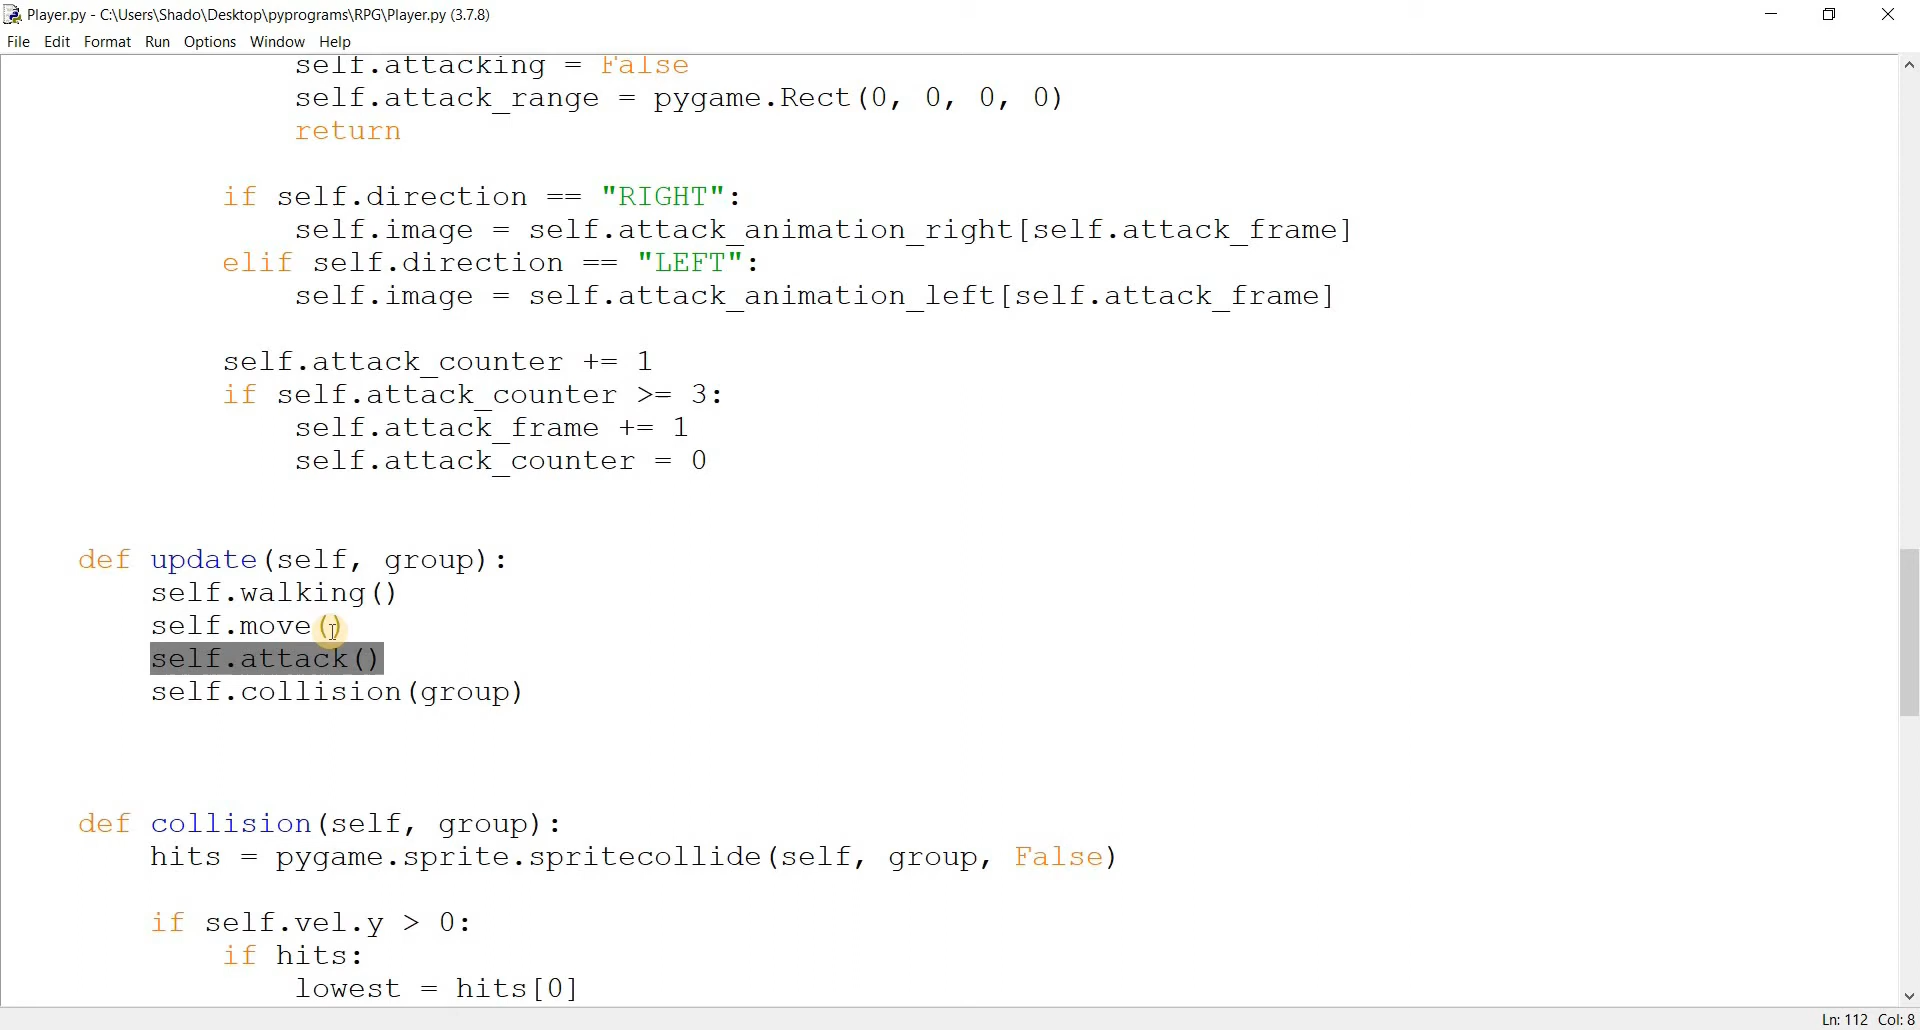 Player.py - C:\Users\Shado\Desktop\pyprograms\RPG\Player.py (3.7.8)
File Edit Format Run Options Window Help
self.attacking = False
self.attack_range = pygame.Rect(0, 0, 0, 0)
return
if self.direction == "RIGHT":
self.image = self.attack_animation_right[self.attack_frame]
elif self.direction == "LEFT":
self.image = self.attack_animation_left[self.attack_frame]
self.attack_counter += 1
if self.attack_counter >= 3:
self.attack_frame += 1
self.attack_counter = 0
def update(self, group):
self.walking()
self.move()
self.attack()
self.collision(group)
def collision(self, group):
hits = pygame.sprite.spritecollide(self, group, False)
if self.vel.y > 0:
if hits:
lowest = hits[0]
Ln: 112 Col: 8